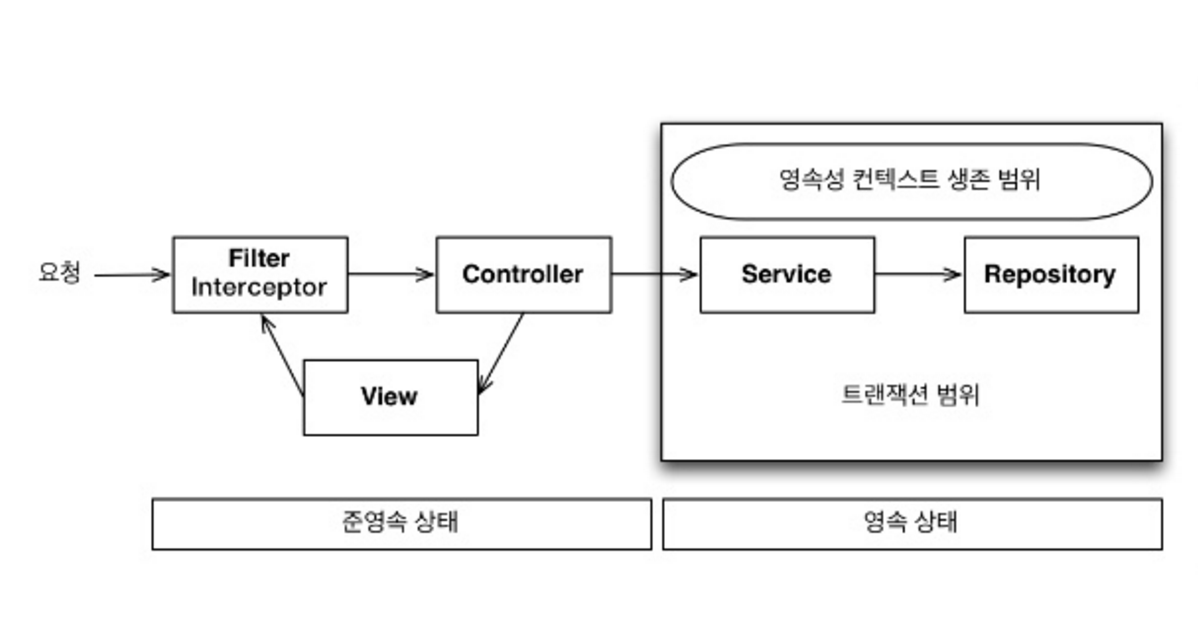 영속성 컨텍스트 생존 범위
요청
Filter
Interceptor
Controller
Service
Repository
View
트랜잭션 범위
준영속 상태
영속 상태